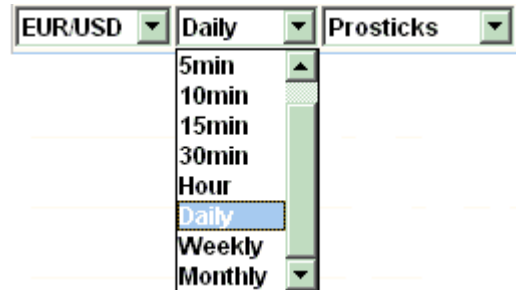 EUR/USD Daily Prosticks
5min
10min
15min
30min
Hour
Daily
Weekly
Monthly